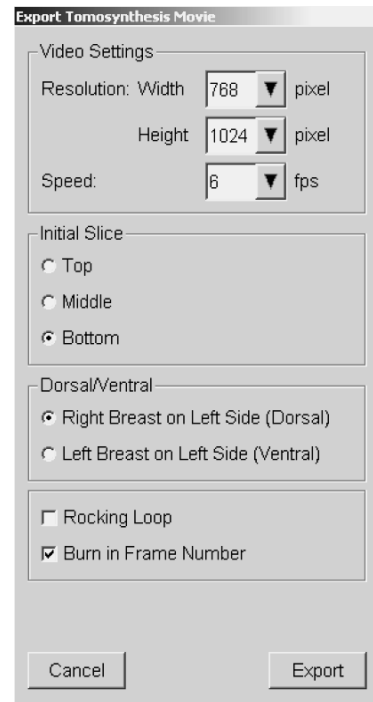 Export Tomosynthesis Movie
Video Settings
Resolution: Width 768 pixel
Height 1024 pixel
Speed: 6 fps
Initial Slice
Top
Middle
Bottom
Dorsal/Ventral
Right Breast on Left Side (Dorsal)
Left Breast on Left Side (Ventral)
Rocking Loop
Burn in Frame Number
Cancel Export